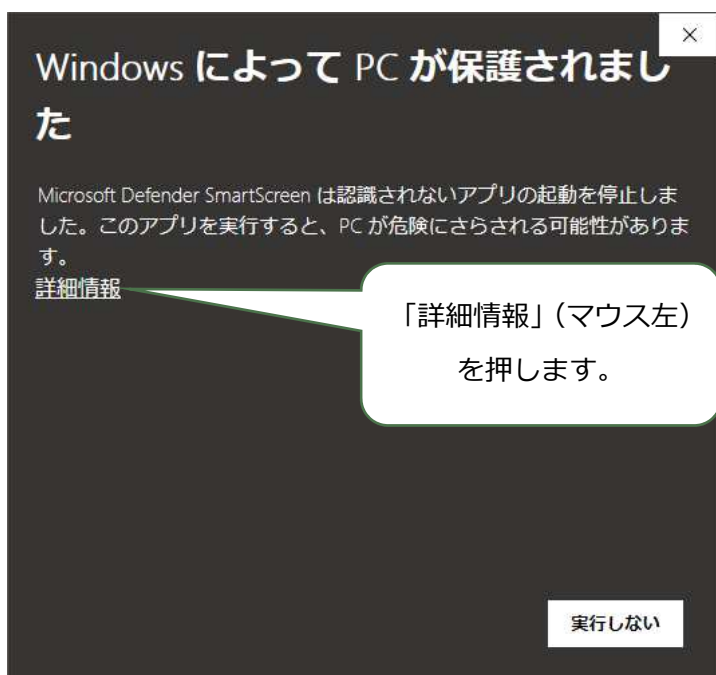 ×
Windows によって PC が保護されまし
た
Microsoft Defender SmartScreen は認識されないアプリの起動を停止しま
した。このアプリを実行すると、PC が危険にさらされる可能性がありま
す。
詳細情報
「詳細情報」（マウス左）
を押します。
実行しない